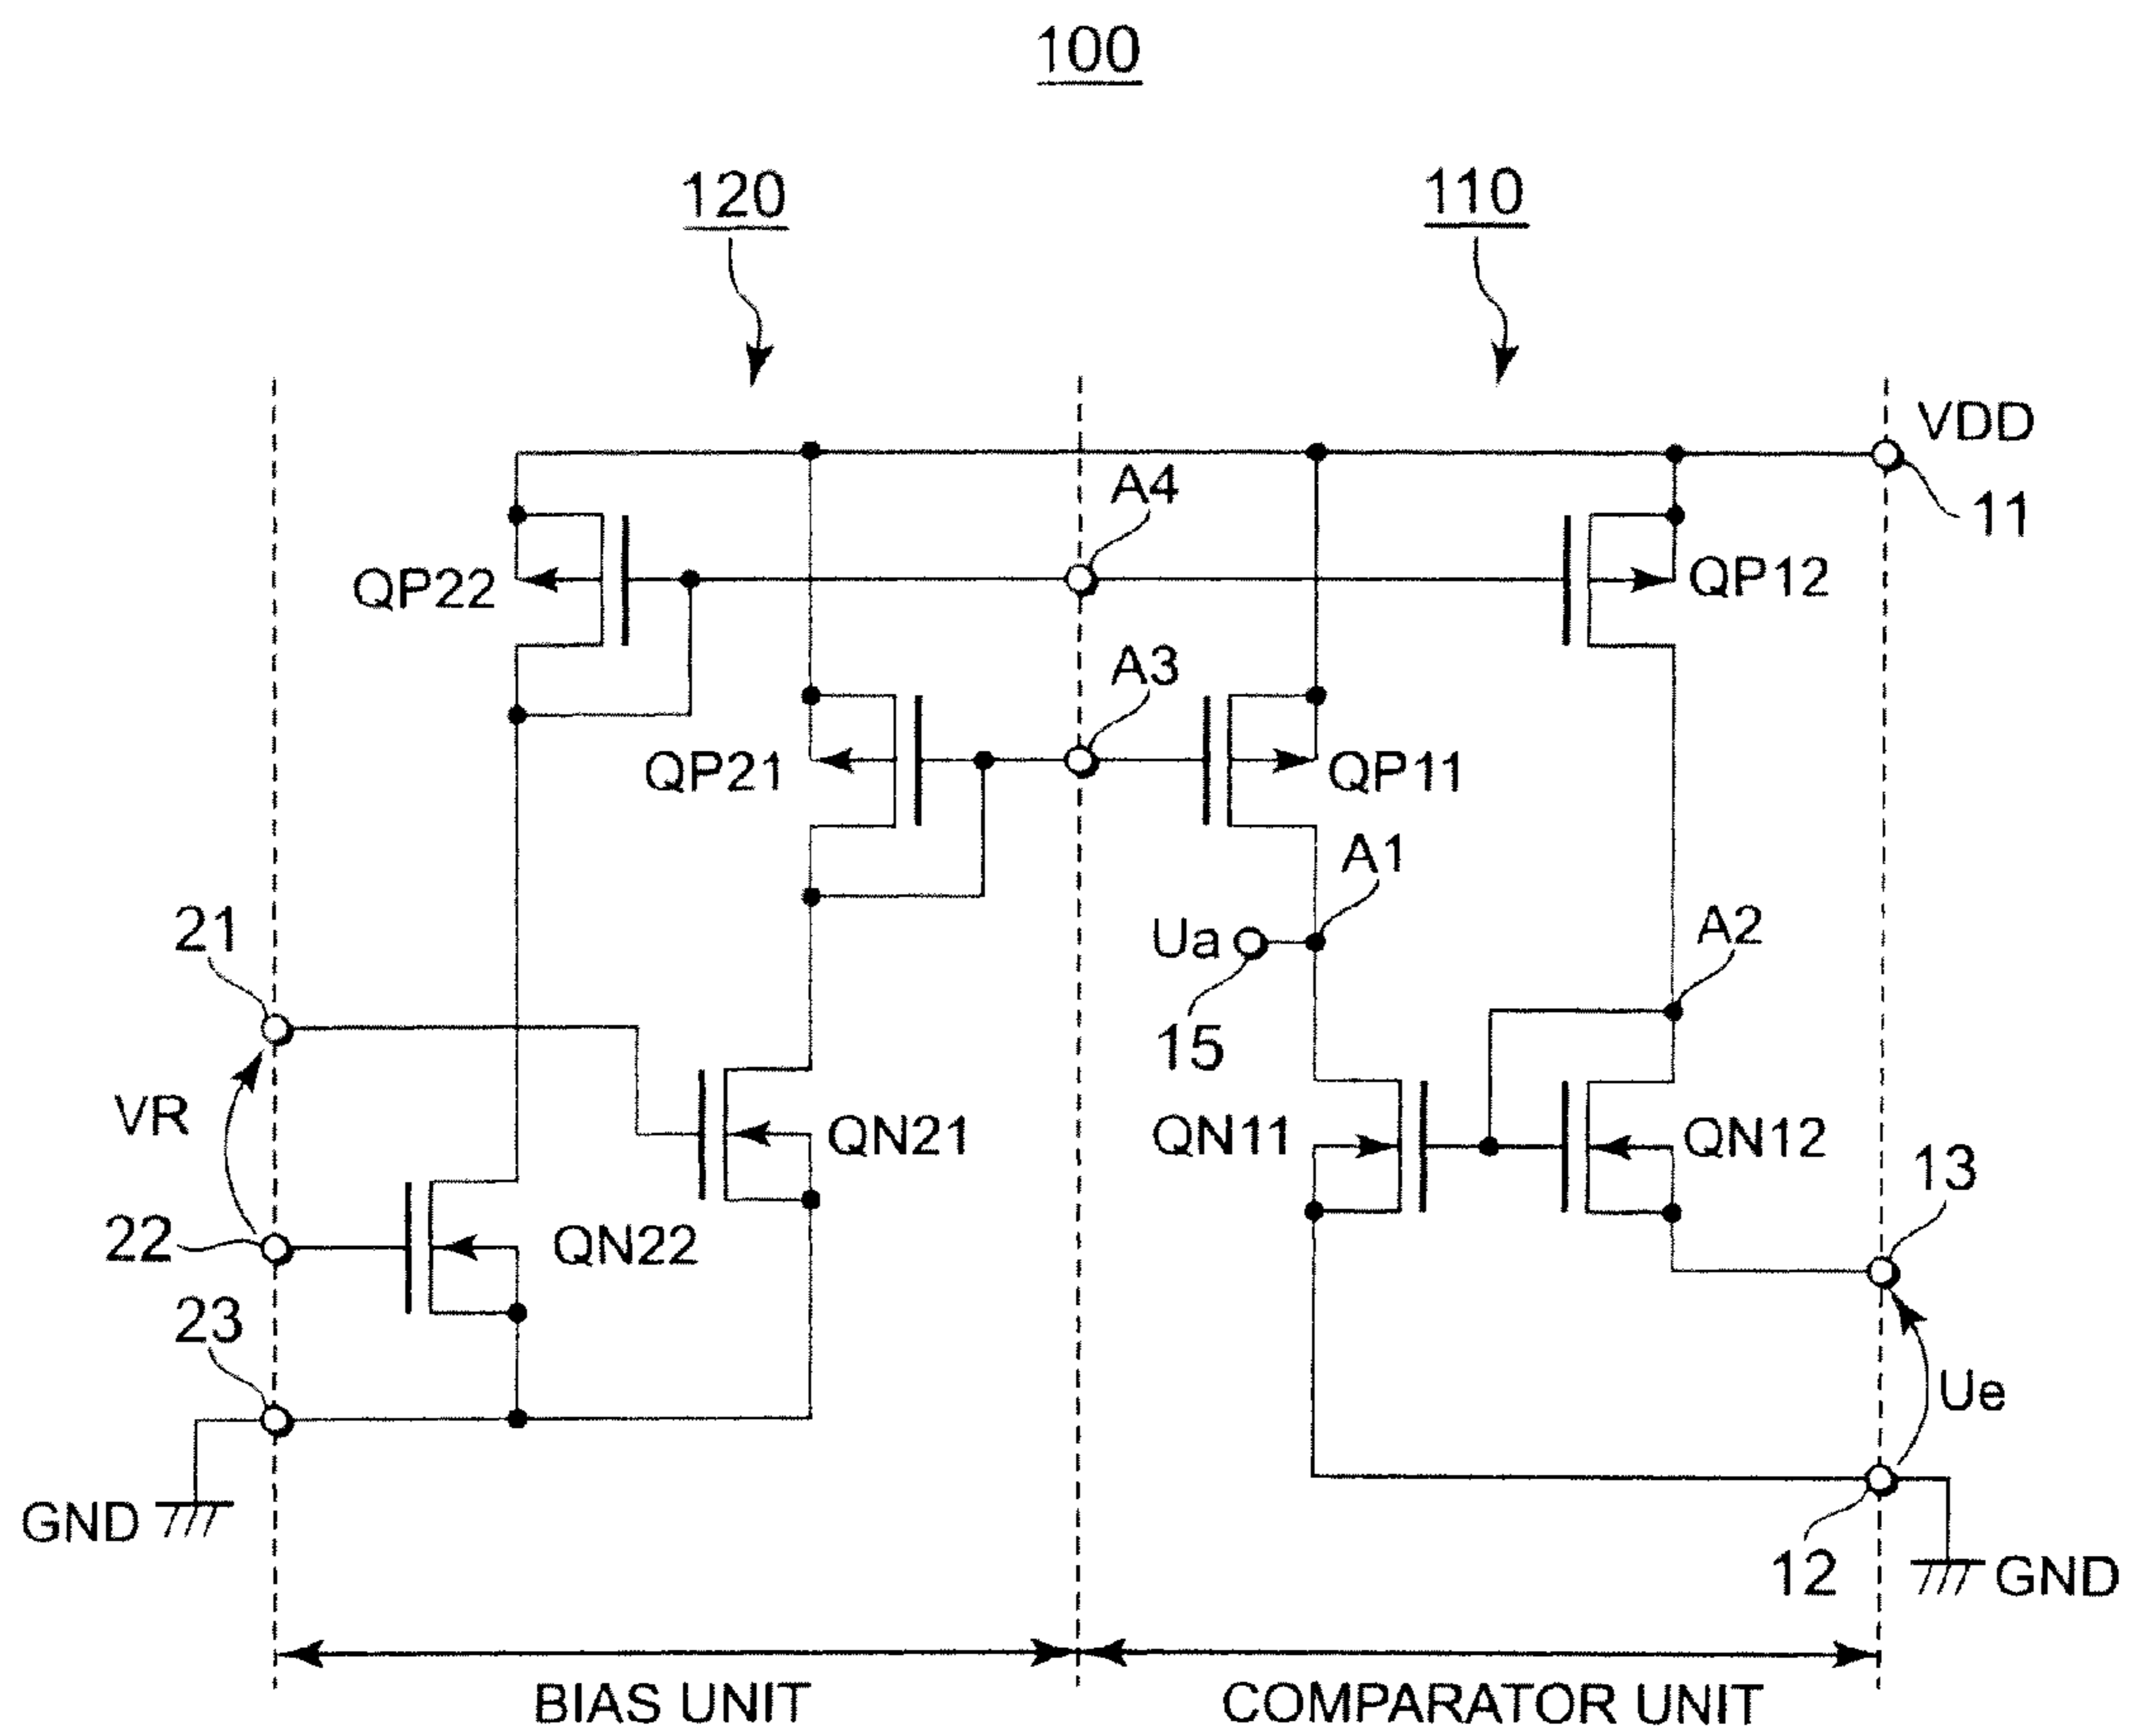 100
120
110
VDD
A4
11
QP22
QP12
A3
QP21
QP11
A1
21
Ua
A2
15
VR
QN21
QN11
QN12
13
22
QN22
23
Ue
GND
12
GND
BIAS UNIT
COMPARATOR UNIT